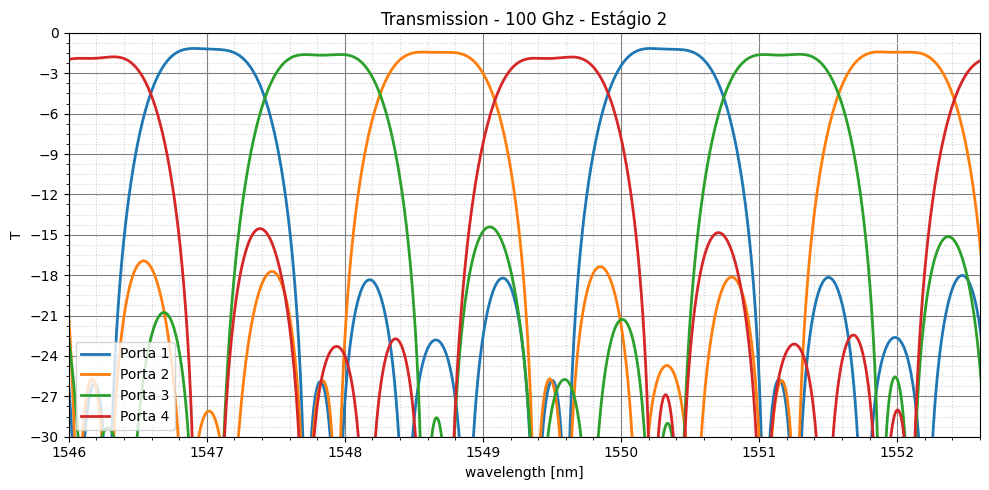 Transmission - 100 Ghz - Estágio 2
T
0
−3
−6
−9
−12
−15
−18
−21
−24
−27
−30
Porta 1
Porta 2
Porta 3
Porta 4
1546 1547 1548 1549 1550 1551 1552
wavelength [nm]